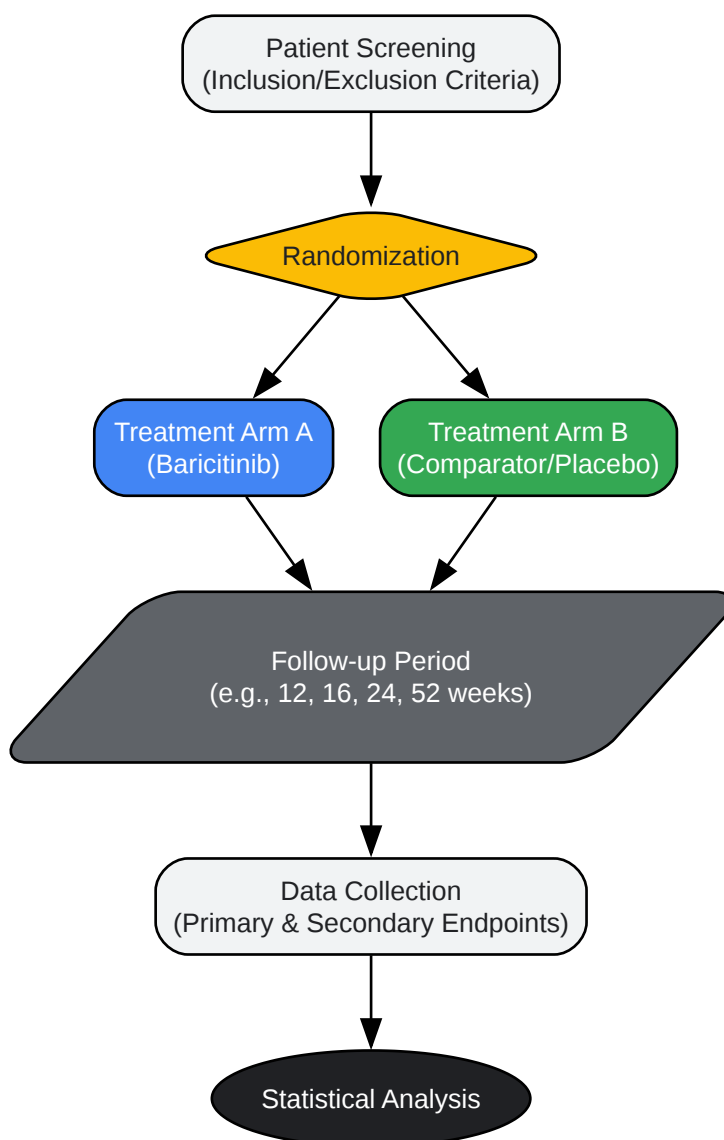 Patient Screening
(Inclusion/Exclusion Criteria)
Randomization
Treatment Arm A
(Baricitinib)
Treatment Arm B
(Comparator/Placebo)
Follow-up Period
(e.g., 12, 16, 24, 52 weeks)
Data Collection
(Primary & Secondary Endpoints)
Statistical Analysis